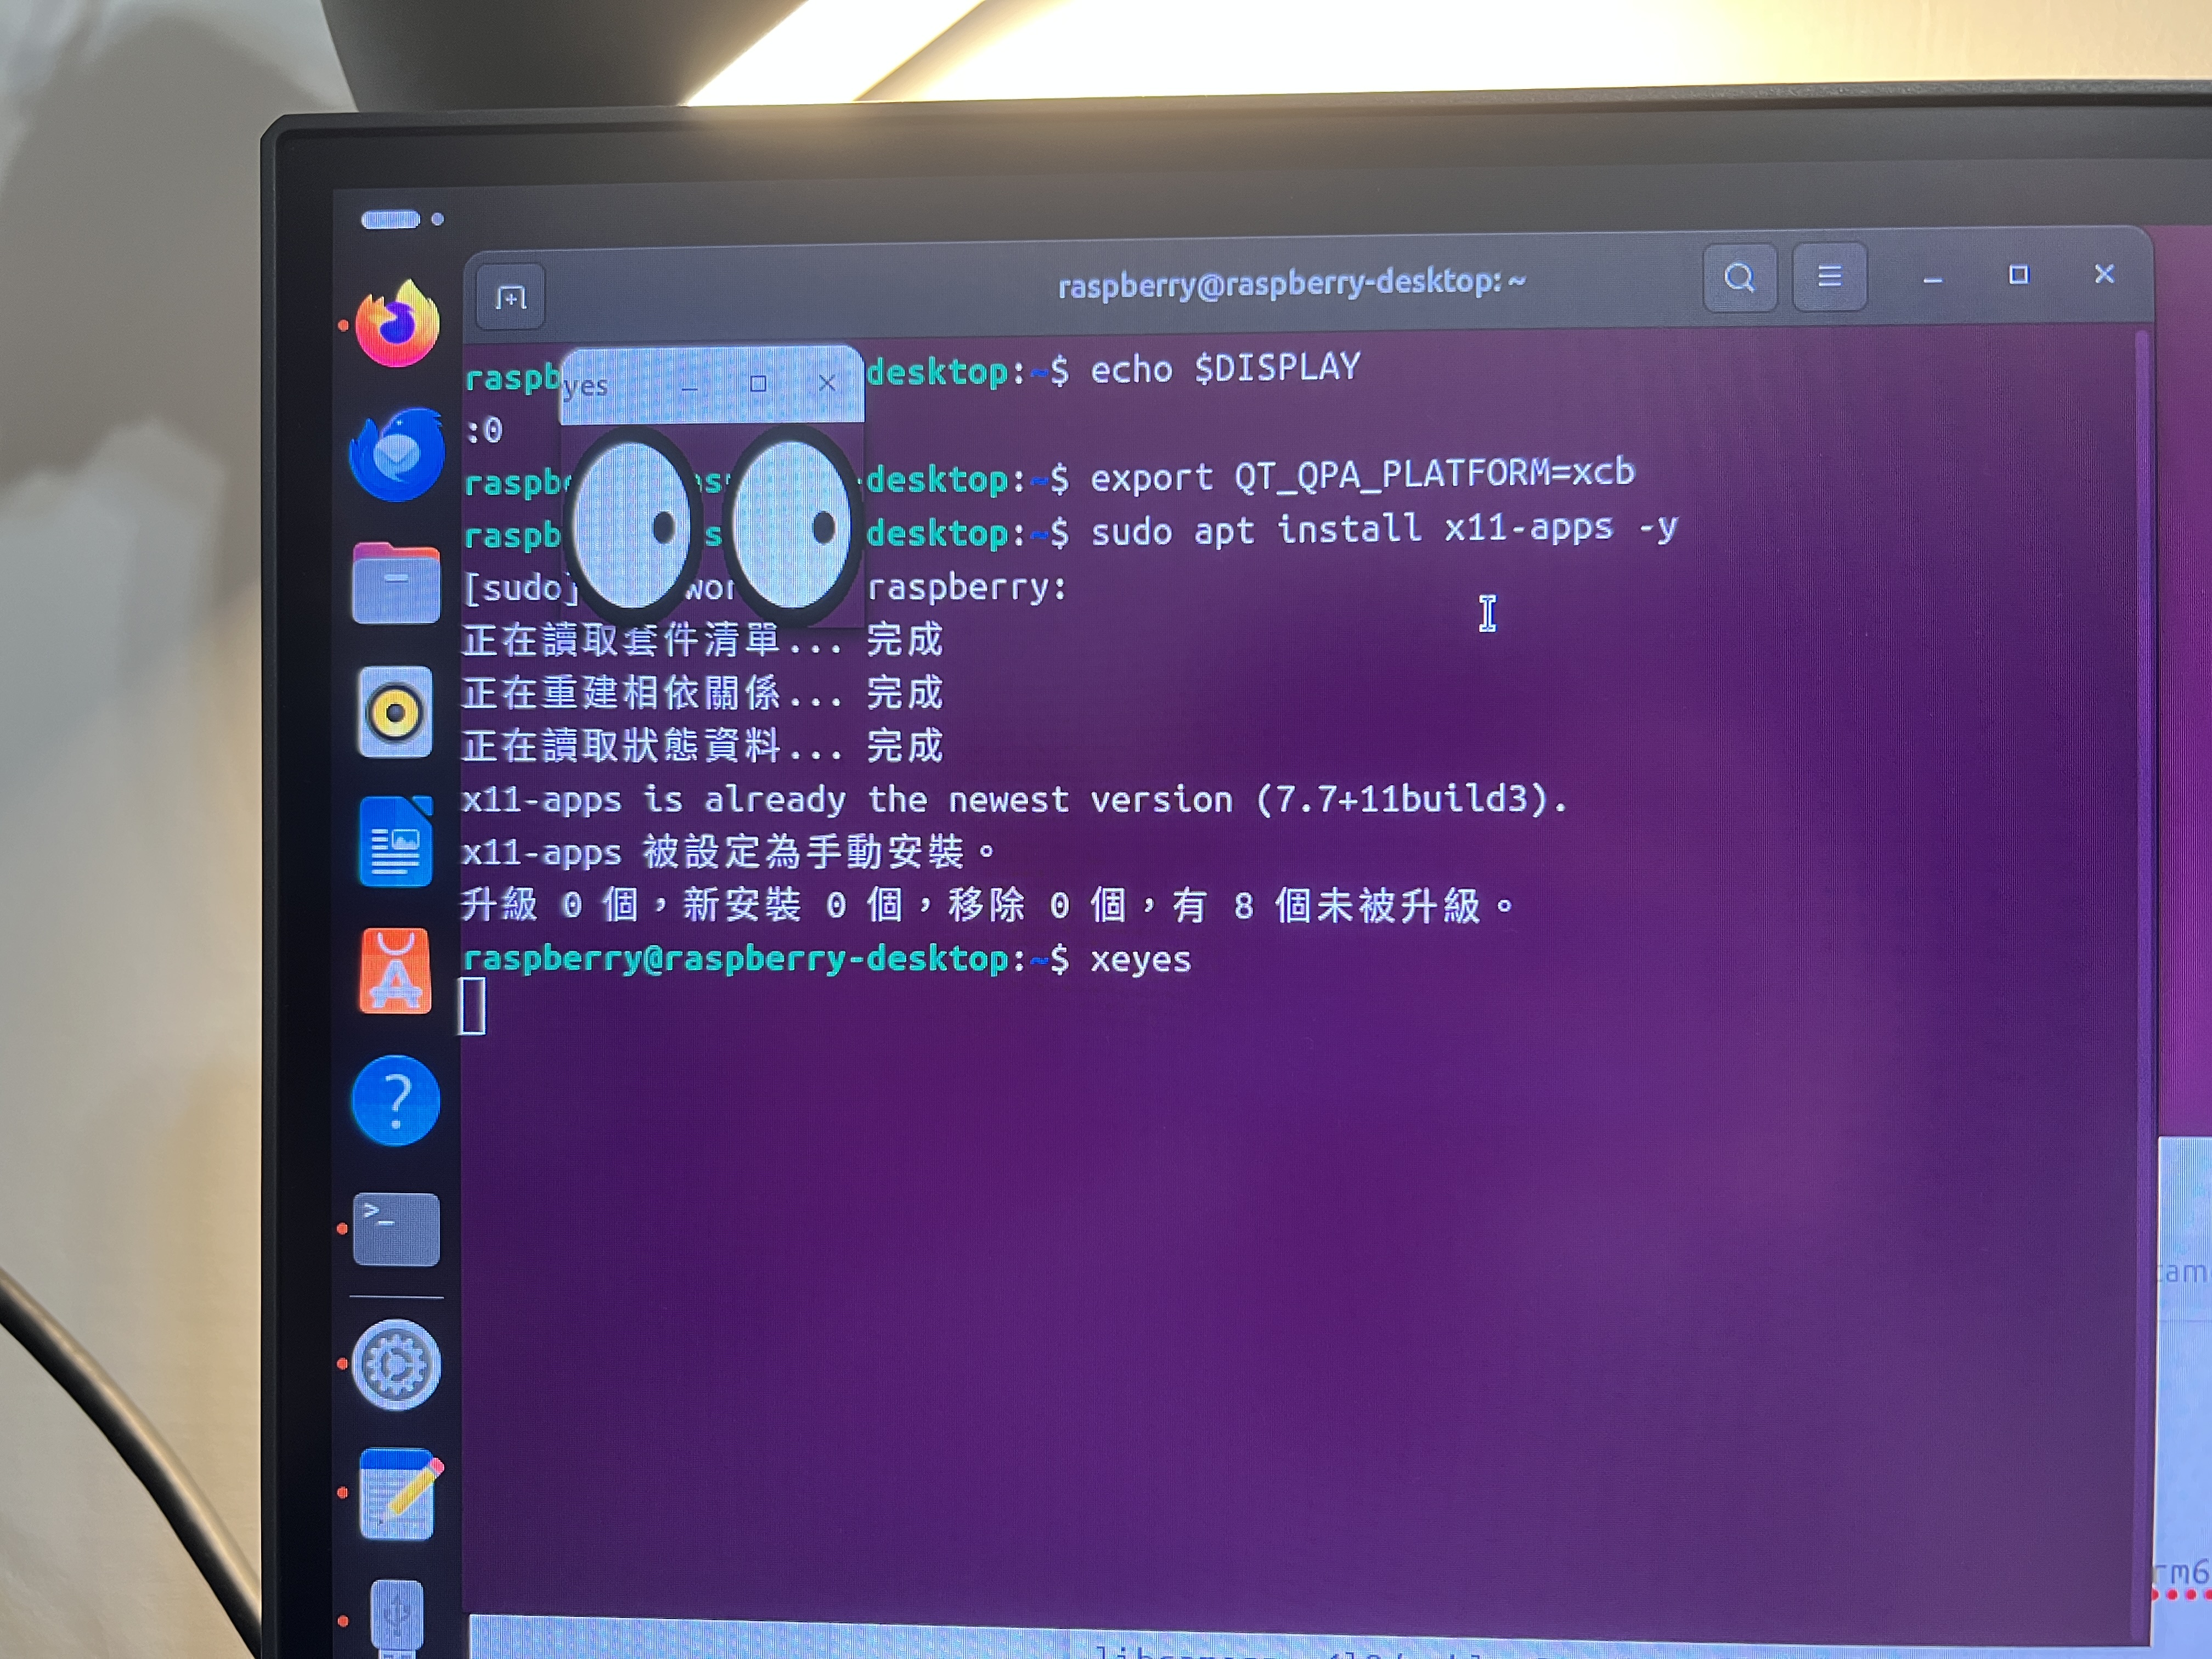 raspberry@raspberry-desktop: ~
yes
raspb desktop:~$ echo $DISPLAY
:0
raspb desktop:~$ export QT_QPA_PLATFORM=xcb
raspb s desktop:~$ sudo apt install x11-apps -y
[sudo] wor raspberry:
正在讀取套件清單... 完成
正在重建相依關係... 完成
正在讀取狀態資料... 完成
x11-apps is already the newest version (7.7+11build3).
x11-apps 被設定為手動安裝。
升級 0 個，新安裝 0 個，移除 0 個，有 8 個未被升級。
raspberry@raspberry-desktop:~$ xeyes
>_
?
cam
rm6